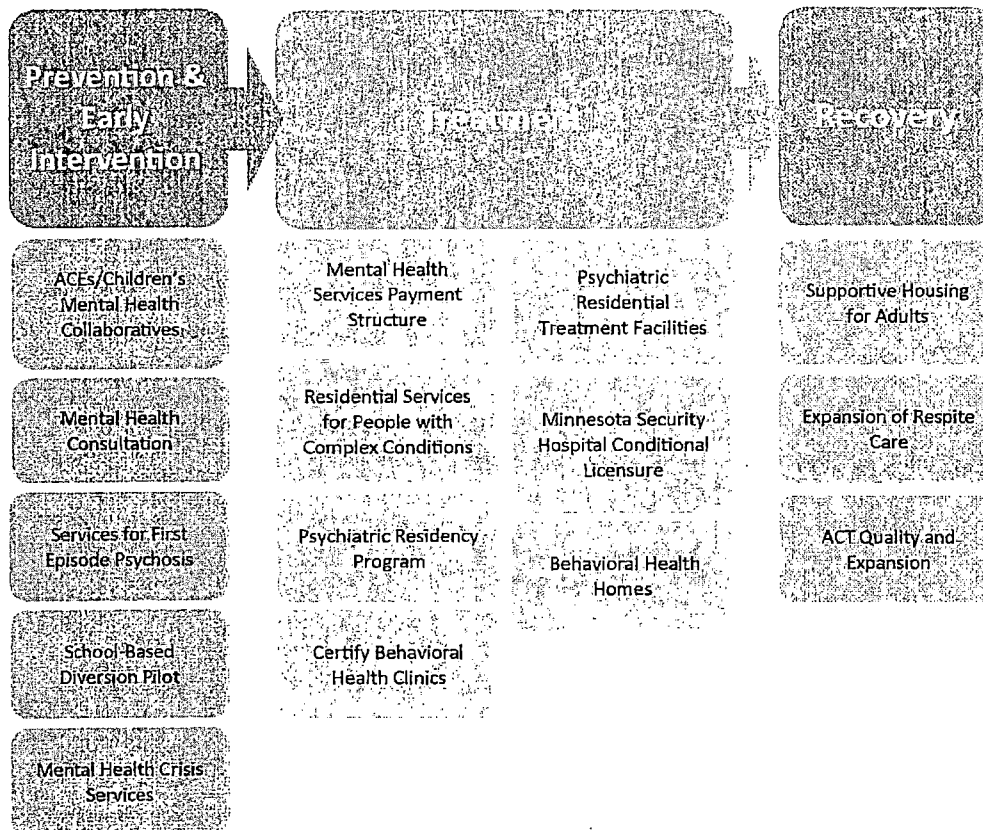 Prevention &
Early
Intervention
Treatment
Recovery
ACEs/Children's
Mental Health
Collaboratives
Mental Health
Consultation
Services for First
Episode Psychosis
School-Based
Diversion Pilot
Mental Health Crisis
Services
Mental Health
Services Payment
Structure
Residential Services
for People with
Complex Conditions
Psychiatric Residency
Program
Certify Behavioral
Health Clinics
Psychiatric
Residential
Treatment Facilities
Minnesota Security
Hospital Conditional
Licensure
Behavioral Health
Homes
Supportive Housing
for Adults
Expansion of Respite
Care
ACT Quality and
Expansion